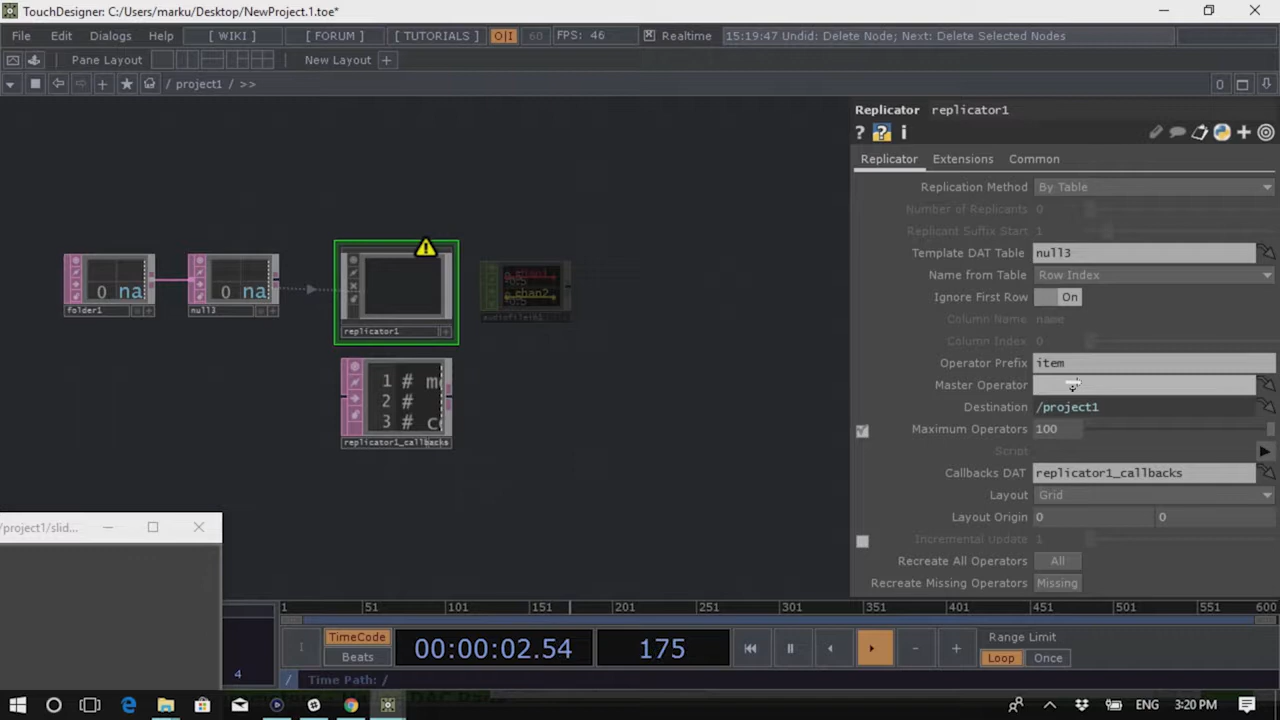 TouchDesigner: C:/Users/marku/Desktop/NewProject.1.toe*
File Edit Dialogs Help [ WIKI ] [ FORUM ] [ TUTORIALS ] O|I 60 FPS: 46 Realtime 15:19:47 Undid: Delete Node; Next: Delete Selected Nodes
Pane Layout New Layout +
/ project1 / >> 0
Replicator replicator1
? ? i
Replicator Extensions Common
Replication Method By Table
Number of Replicants 0
Replicant Suffix Start 1
Template DAT Table null3
Name from Table Row Index
Ignore First Row On
Column Name name
Column Index 0
Operator Prefix item
Master Operator
Destination /project1
Maximum Operators 100
Script
Callbacks DAT replicator1_callbacks
Layout Grid
Layout Origin 0 0
Incremental Update 1
Recreate All Operators All
Recreate Missing Operators Missing
0 na
folder1
0 na
null3
replicator1
chan1
chan2
1 # m
2 #
3 # c
replicator1_callbacks
/project1/slid...
1 51 101 151 201 251 301 351 401 451 501 551 600
TimeCode
Beats
00:00:02.54 175
Range Limit
Loop Once
4
/ Time Path: /
ENG 3:20 PM